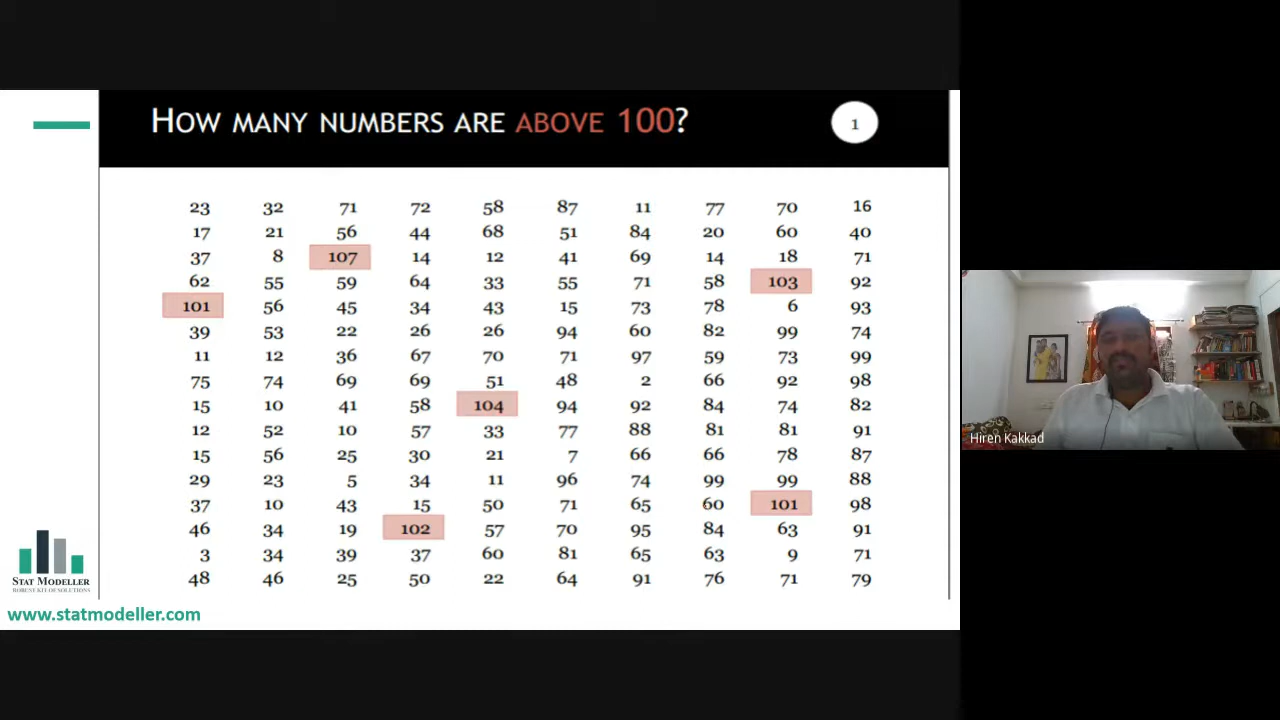 HOW MANY NUMBERS ARE ABOVE 100?
1
23 32 71 72 58 87 11 77 70 16
17 21 56 44 68 51 84 20 60 40
37 8 107 14 12 41 69 14 18 71
62 55 59 64 33 55 71 58 103 92
101 56 45 34 43 15 73 78 6 93
39 53 22 26 26 94 60 82 99 74
11 12 36 67 70 71 97 59 73 99
75 74 69 69 51 48 2 66 92 98
15 10 41 58 104 94 92 84 74 82
12 52 10 57 33 77 88 81 81 91
15 56 25 30 21 7 66 66 78 87
29 23 5 34 11 96 74 99 99 88
37 10 43 15 50 71 65 60 101 98
46 34 19 102 57 70 95 84 63 91
3 34 39 37 60 81 65 63 9 71
48 46 25 50 22 64 91 76 71 79
STAT MODELLER
ROBUST KIT OF SOLUTIONS
www.statmodeller.com
Hiren Kakkad